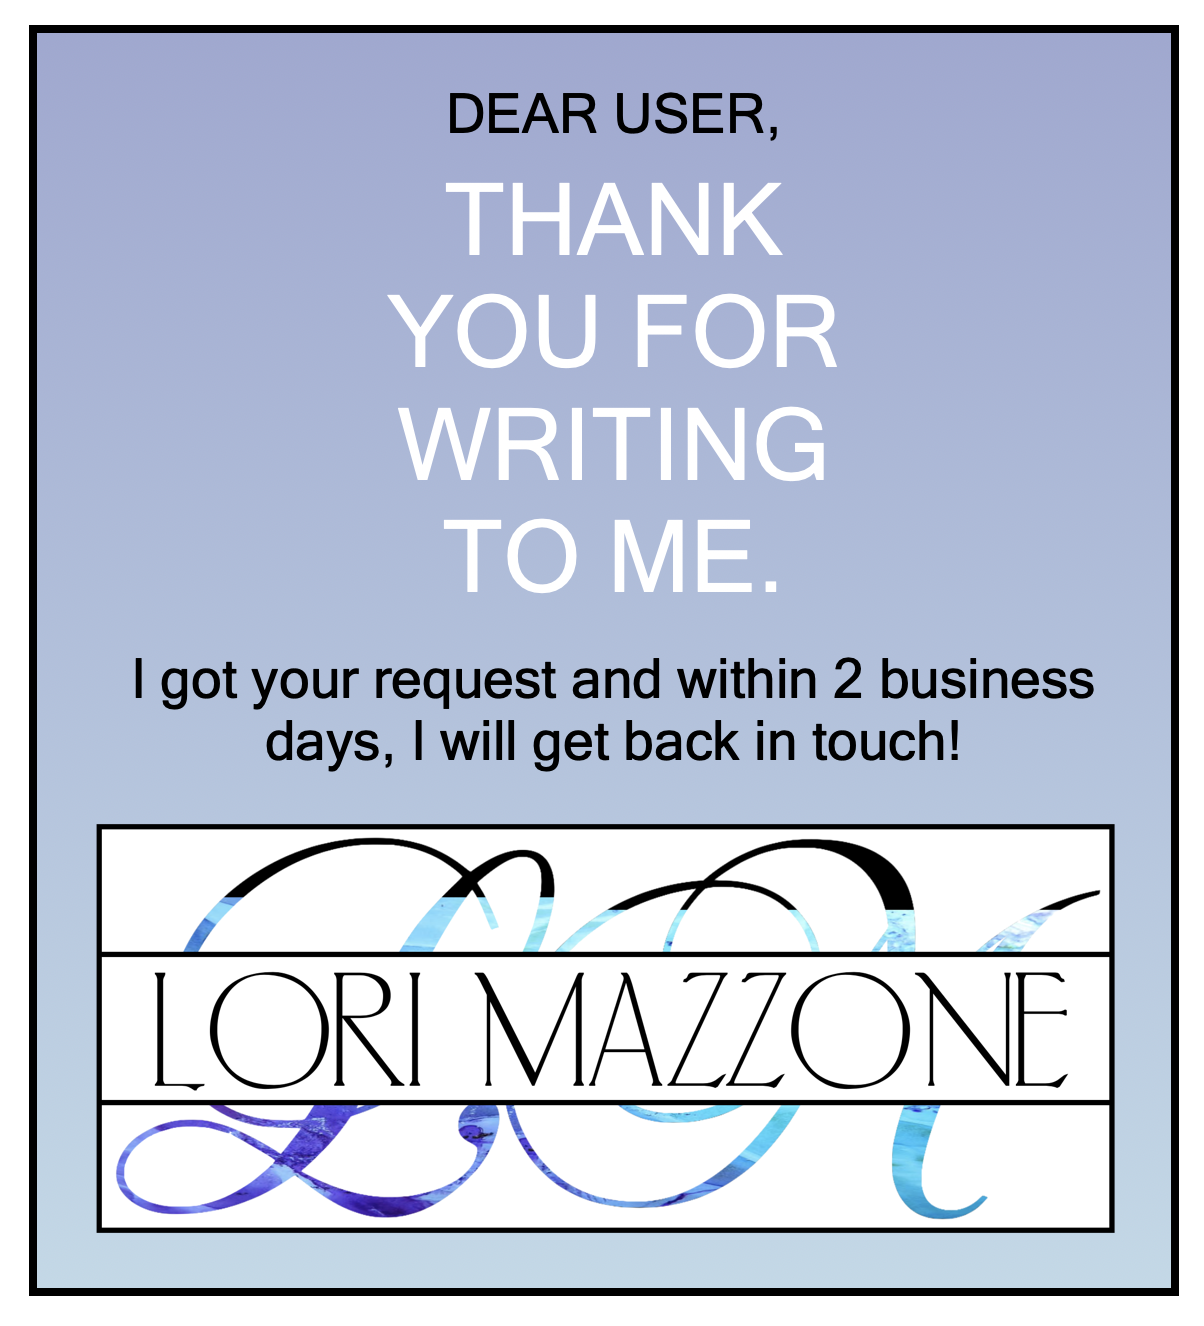 DEAR USER,
THANK
YOU FOR
WRITING
TO ME.
I got your request and within 2 business
days, I will get back in touch!
LORI MAZZONE